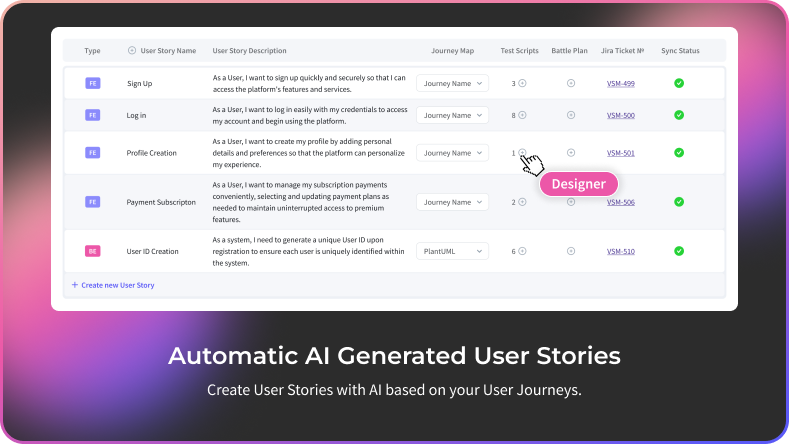 Type User Story Name User Story Description Journey Map Test Scripts Battle Plan Jira Ticket № Sync Status
FE Sign Up As a User, I want to sign up quickly and securely so that I can
access the platform's features and services. Journey Name 3 VSM-499
FE Log in As a User, I want to log in easily with my credentials to access
my account and begin using the platform. Journey Name 8 VSM-500
As a User, I want to create my profile by adding personal
FE Profile Creation details and preferences so that the platform can personalize Journey Name 1 VSM-501
my experience.
Designer
As a User, I want to manage my subscription payments
conveniently, selecting and updating payment plans as
FE Payment Subscripton needed to maintain uninterrupted access to premium Journey Name 2 VSM-506
features.
As a system, I need to generate a unique User ID upon
BE User ID Creation registration to ensure each user is uniquely identified within PlantUML 6 VSM-510
the system.
+ Create new User Story
Automatic AI Generated User Stories
Create User Stories with AI based on your User Journeys.